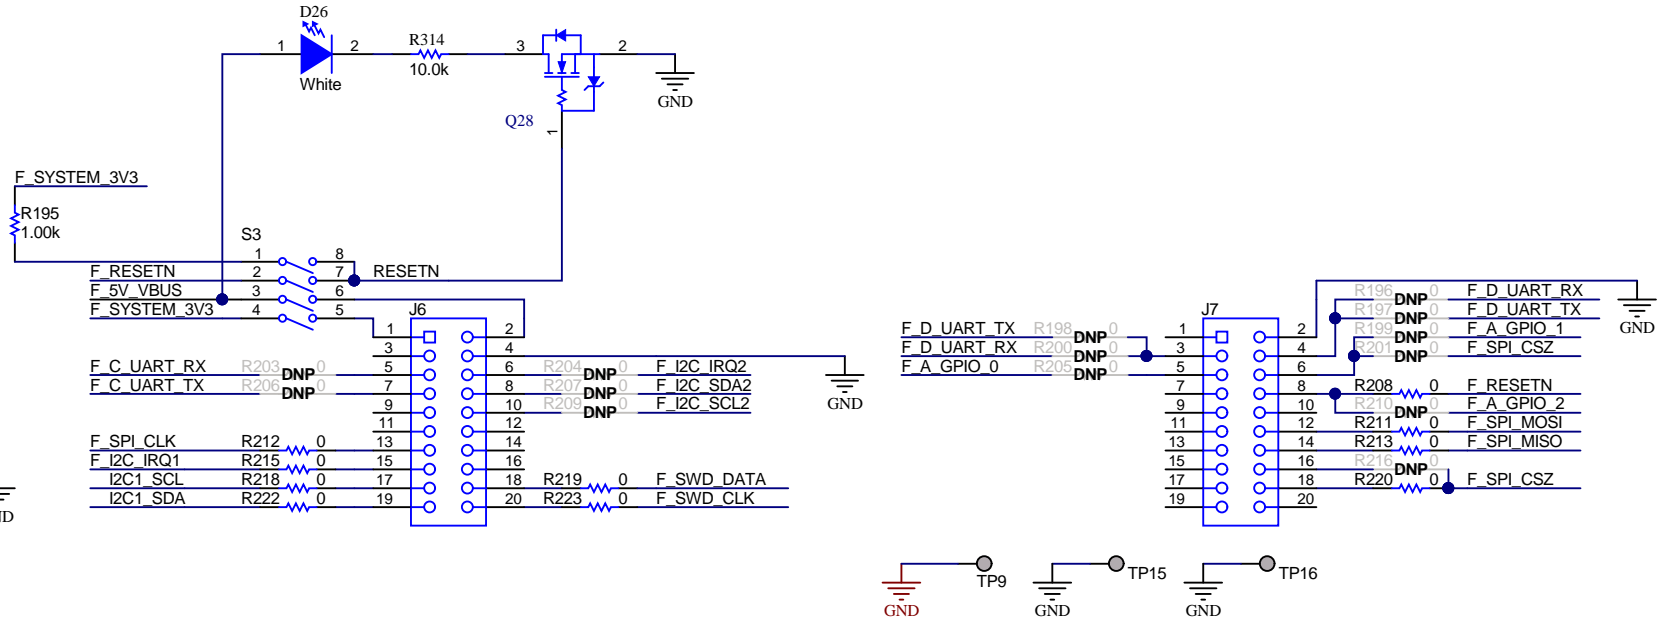 D26
1
2
White
R314
10.0k
3
2
GND
Q28
1
F_SYSTEM_3V3
R195
1.00k
S3
1 8
F_RESETN 2 7 RESETN
F_5V_VBUS 3 6
F_SYSTEM_3V3 4 5
J6
1 2
3 4
F_C_UART_RX R203 DNP 0 5 6 R204 DNP 0 F_I2C_IRQ2
F_C_UART_TX R206 DNP 0 7 8 R207 DNP 0 F_I2C_SDA2
9 10 R209 DNP 0 F_I2C_SCL2
11 12
F_SPI_CLK R212 0 13 14
F_I2C_IRQ1 R215 0 15 16
I2C1_SCL R218 0 17 18 R219 0 F_SWD_DATA
I2C1_SDA R222 0 19 20 R223 0 F_SWD_CLK
GND
J7
R196 DNP 0 F_D_UART_RX
R197 DNP 0 F_D_UART_TX
F_D_UART_TX R198 DNP 0 1 2 R199 DNP 0 F_A_GPIO_1
F_D_UART_RX R200 DNP 0 3 4 R201 DNP 0 F_SPI_CSZ
F_A_GPIO_0 R205 DNP 0 5 6
7 8 R208 0 F_RESETN
9 10 R210 DNP 0 F_A_GPIO_2
11 12 R211 0 F_SPI_MOSI
13 14 R213 0 F_SPI_MISO
15 16 R216 DNP 0
17 18 R220 0 F_SPI_CSZ
19 20
GND
TP9
GND
TP15
GND
TP16
GND